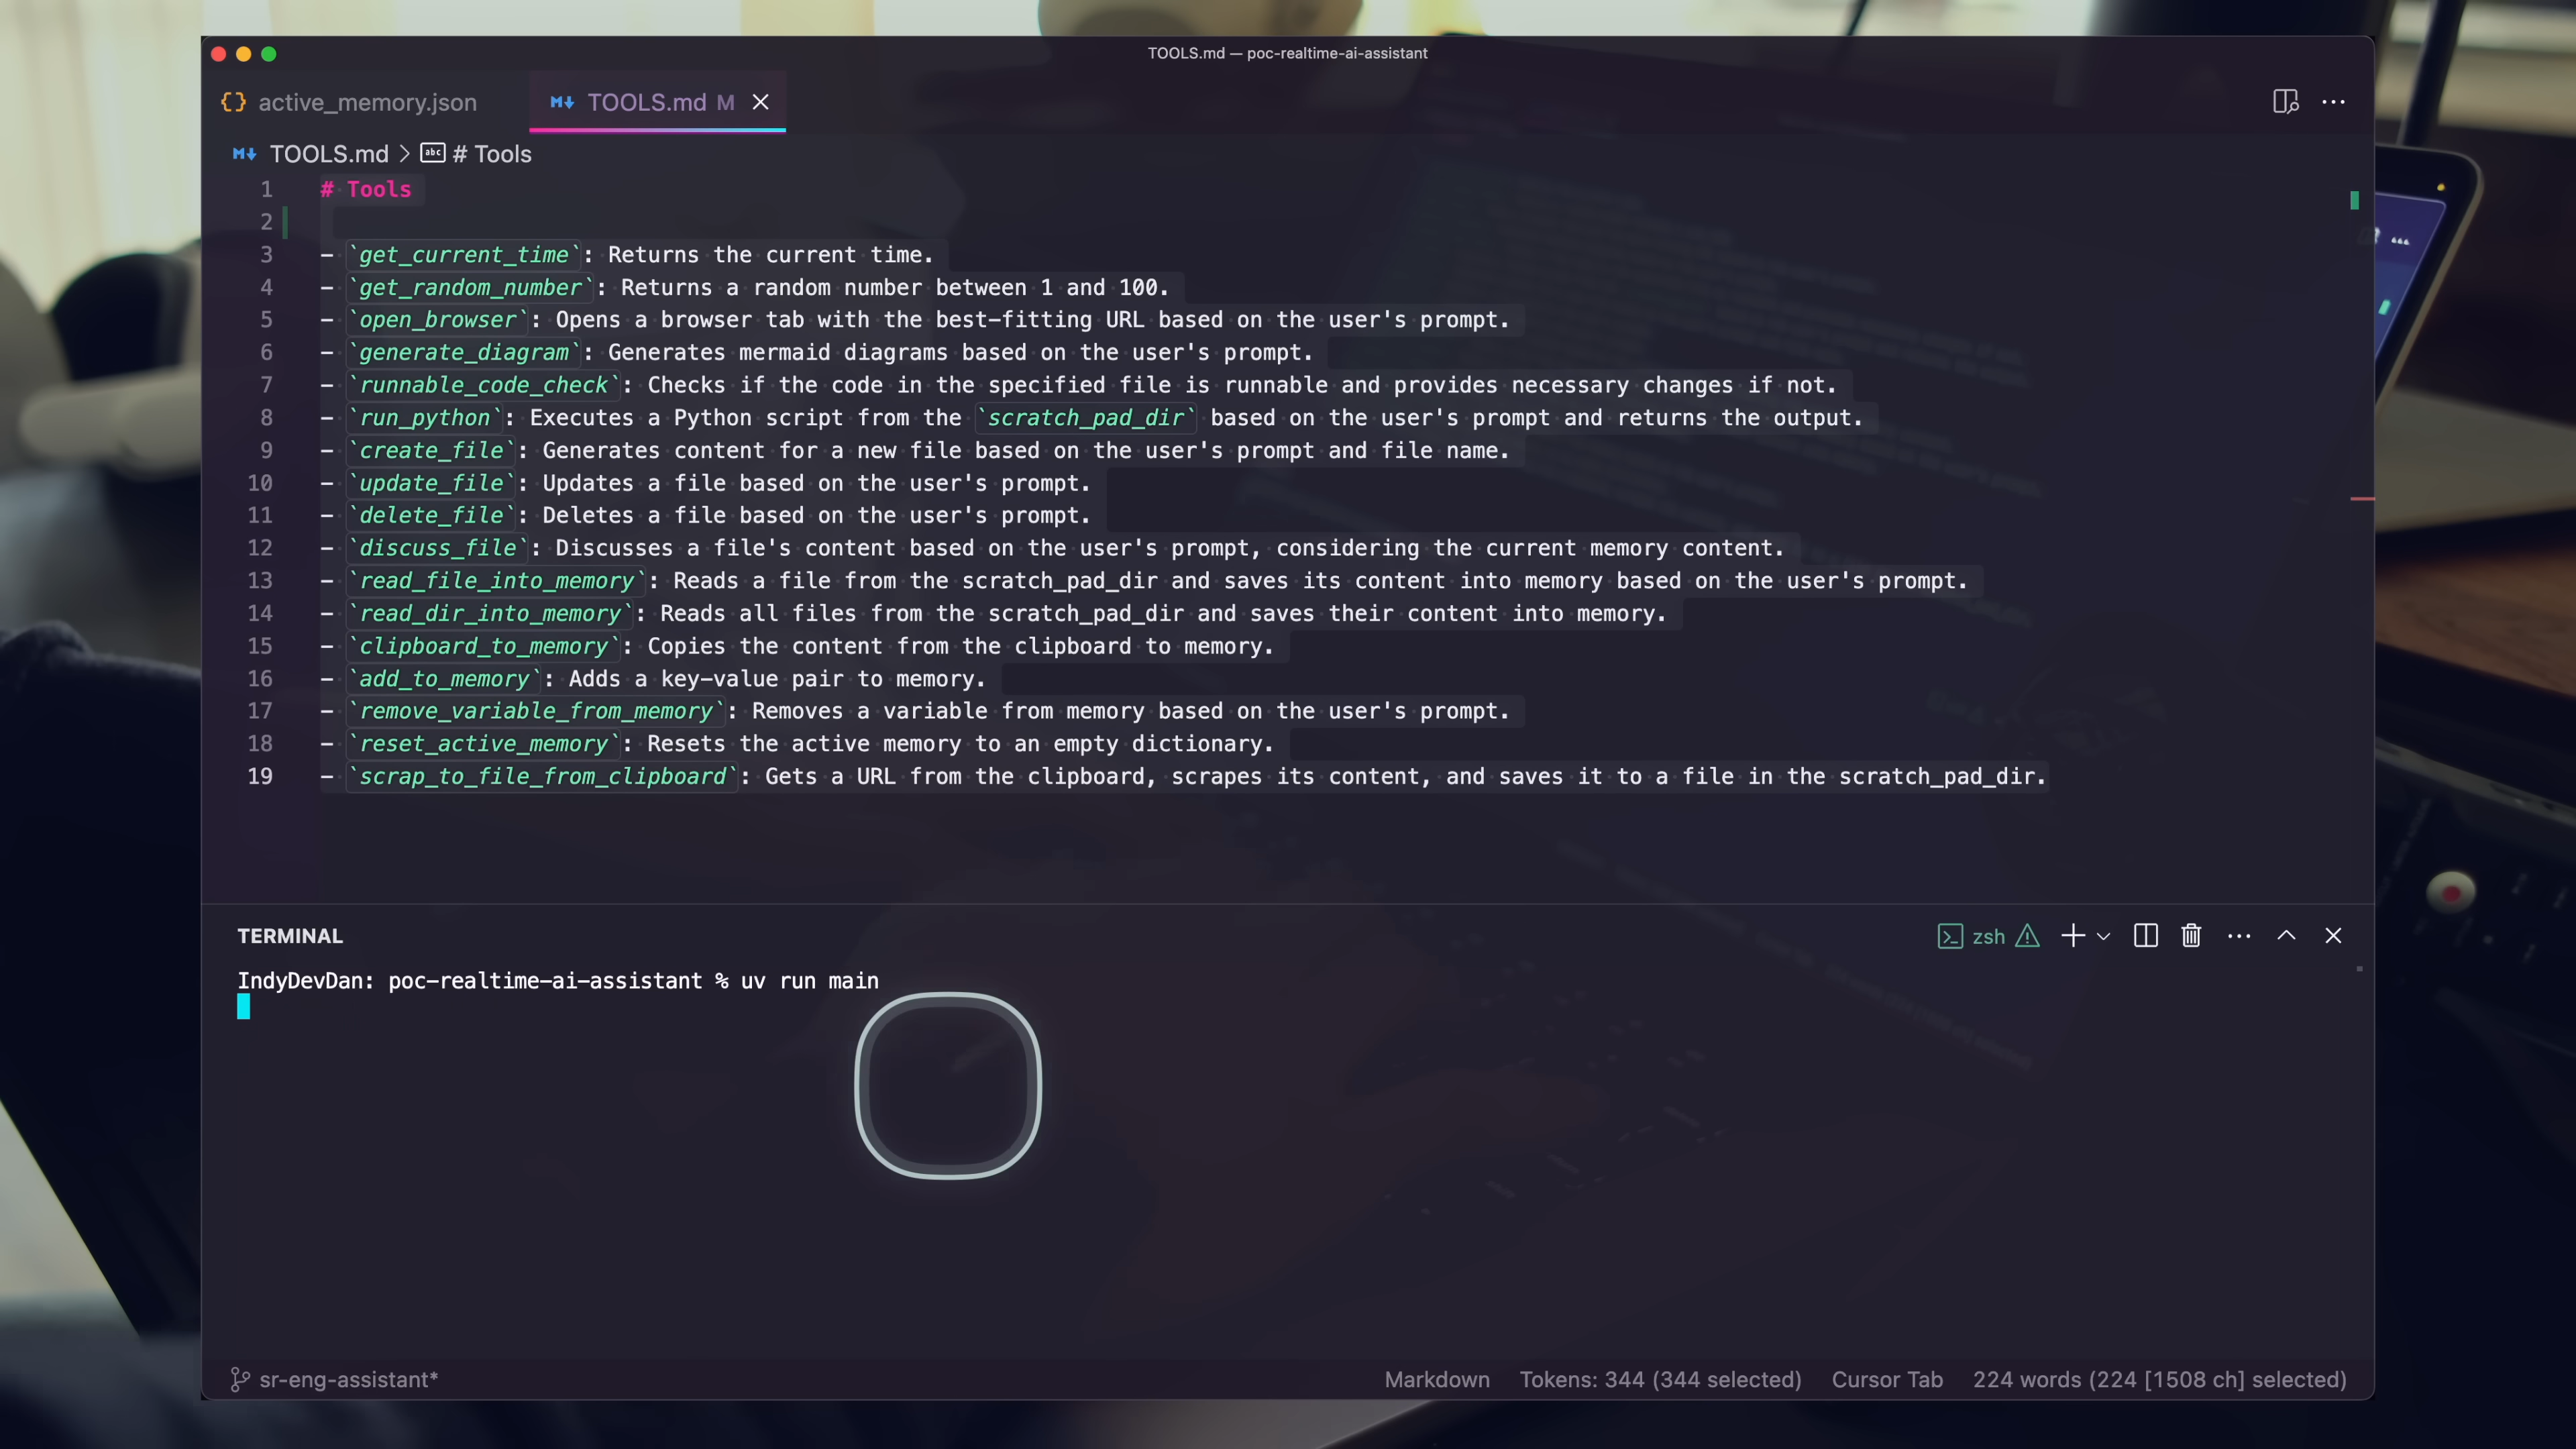 TOOLS.md — poc-realtime-ai-assistant
active_memory.json
TOOLS.md M
TOOLS.md > # Tools
1 # Tools
2
3 - `get_current_time`: Returns the current time.
4 - `get_random_number`: Returns a random number between 1 and 100.
5 - `open_browser`: Opens a browser tab with the best-fitting URL based on the user's prompt.
6 - `generate_diagram`: Generates mermaid diagrams based on the user's prompt.
7 - `runnable_code_check`: Checks if the code in the specified file is runnable and provides necessary changes if not.
8 - `run_python`: Executes a Python script from the `scratch_pad_dir` based on the user's prompt and returns the output.
9 - `create_file`: Generates content for a new file based on the user's prompt and file name.
10 - `update_file`: Updates a file based on the user's prompt.
11 - `delete_file`: Deletes a file based on the user's prompt.
12 - `discuss_file`: Discusses a file's content based on the user's prompt, considering the current memory content.
13 - `read_file_into_memory`: Reads a file from the scratch_pad_dir and saves its content into memory based on the user's prompt.
14 - `read_dir_into_memory`: Reads all files from the scratch_pad_dir and saves their content into memory.
15 - `clipboard_to_memory`: Copies the content from the clipboard to memory.
16 - `add_to_memory`: Adds a key-value pair to memory.
17 - `remove_variable_from_memory`: Removes a variable from memory based on the user's prompt.
18 - `reset_active_memory`: Resets the active memory to an empty dictionary.
19 - `scrap_to_file_from_clipboard`: Gets a URL from the clipboard, scrapes its content, and saves it to a file in the scratch_pad_dir.
TERMINAL
zsh
IndyDevDan: poc-realtime-ai-assistant % uv run main
sr-eng-assistant*
Markdown
Tokens: 344 (344 selected)
Cursor Tab
224 words (224 [1508 ch] selected)